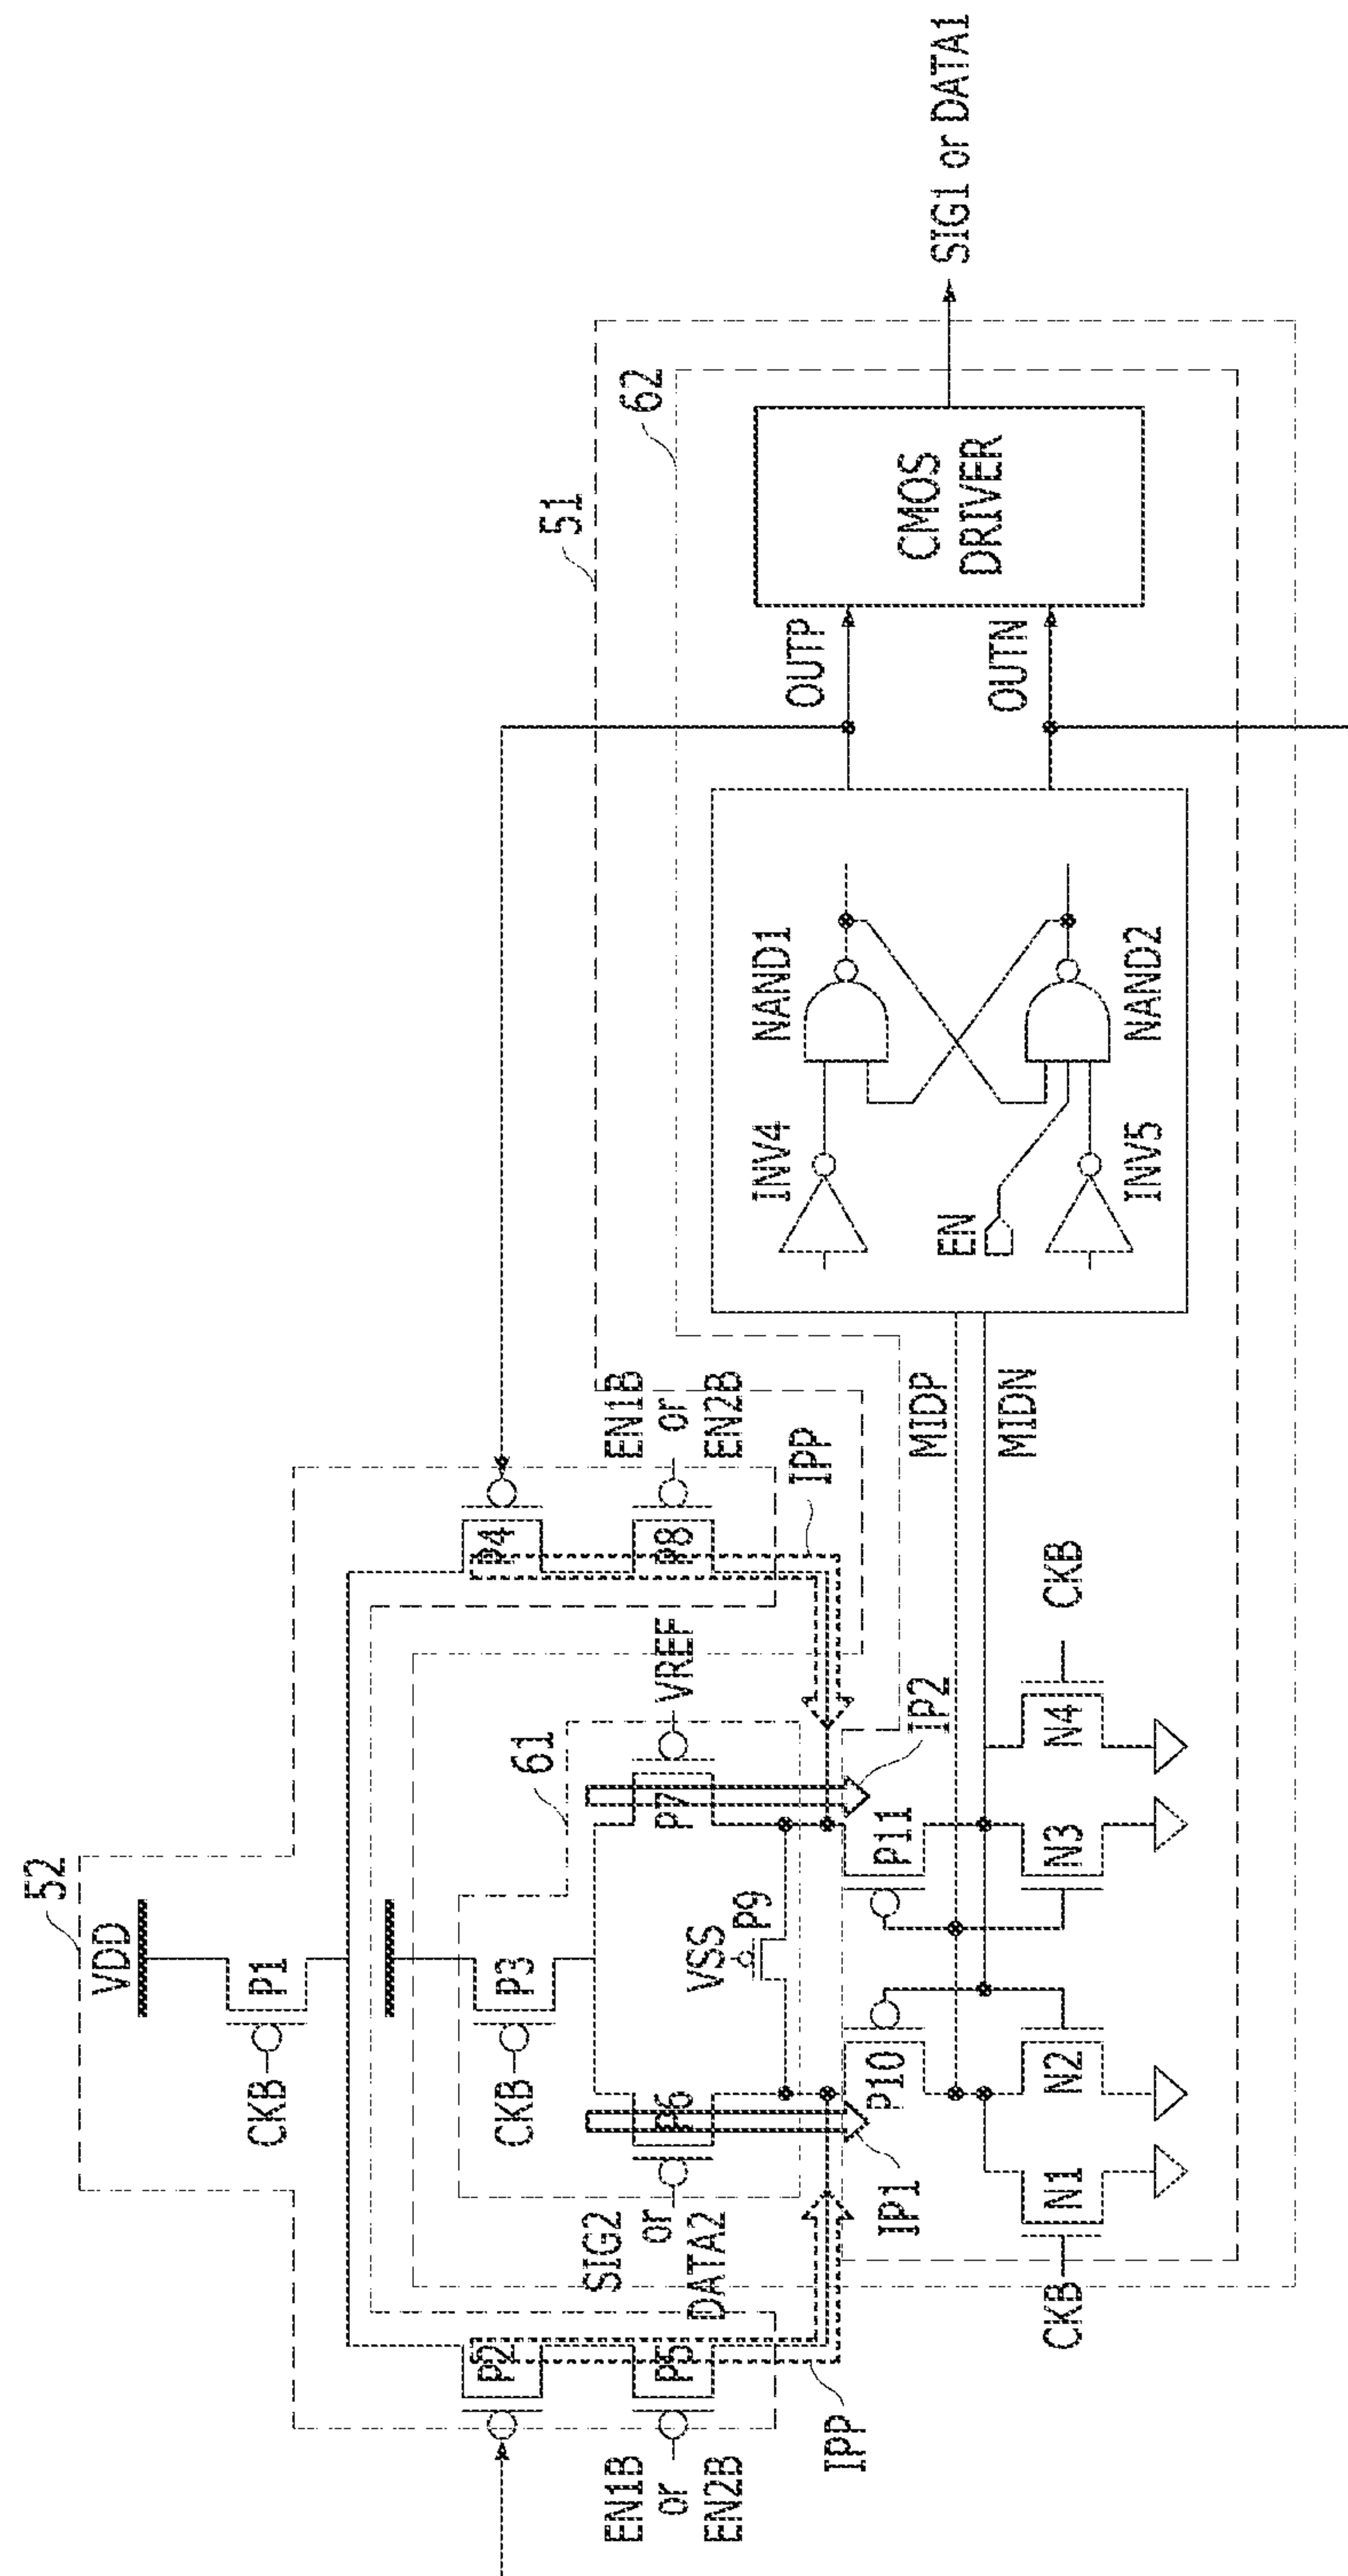 52
VDD
CKB
P1
CKB
P3
P2
P4
EN1B
or
EN2B
P5
SIG2
or
DATA2
P6
61
P7
VREF
P8
EN1B
or
EN2B
VSS
P9
IPP
IPP
IP1
IP2
P10
P11
MIDP
MIDN
CKB
N1
N2
N3
N4
CKB
51
62
INV4
NAND1
EN
INV5
NAND2
OUTP
OUTN
CMOS
DRIVER
SIG1 or DATA1